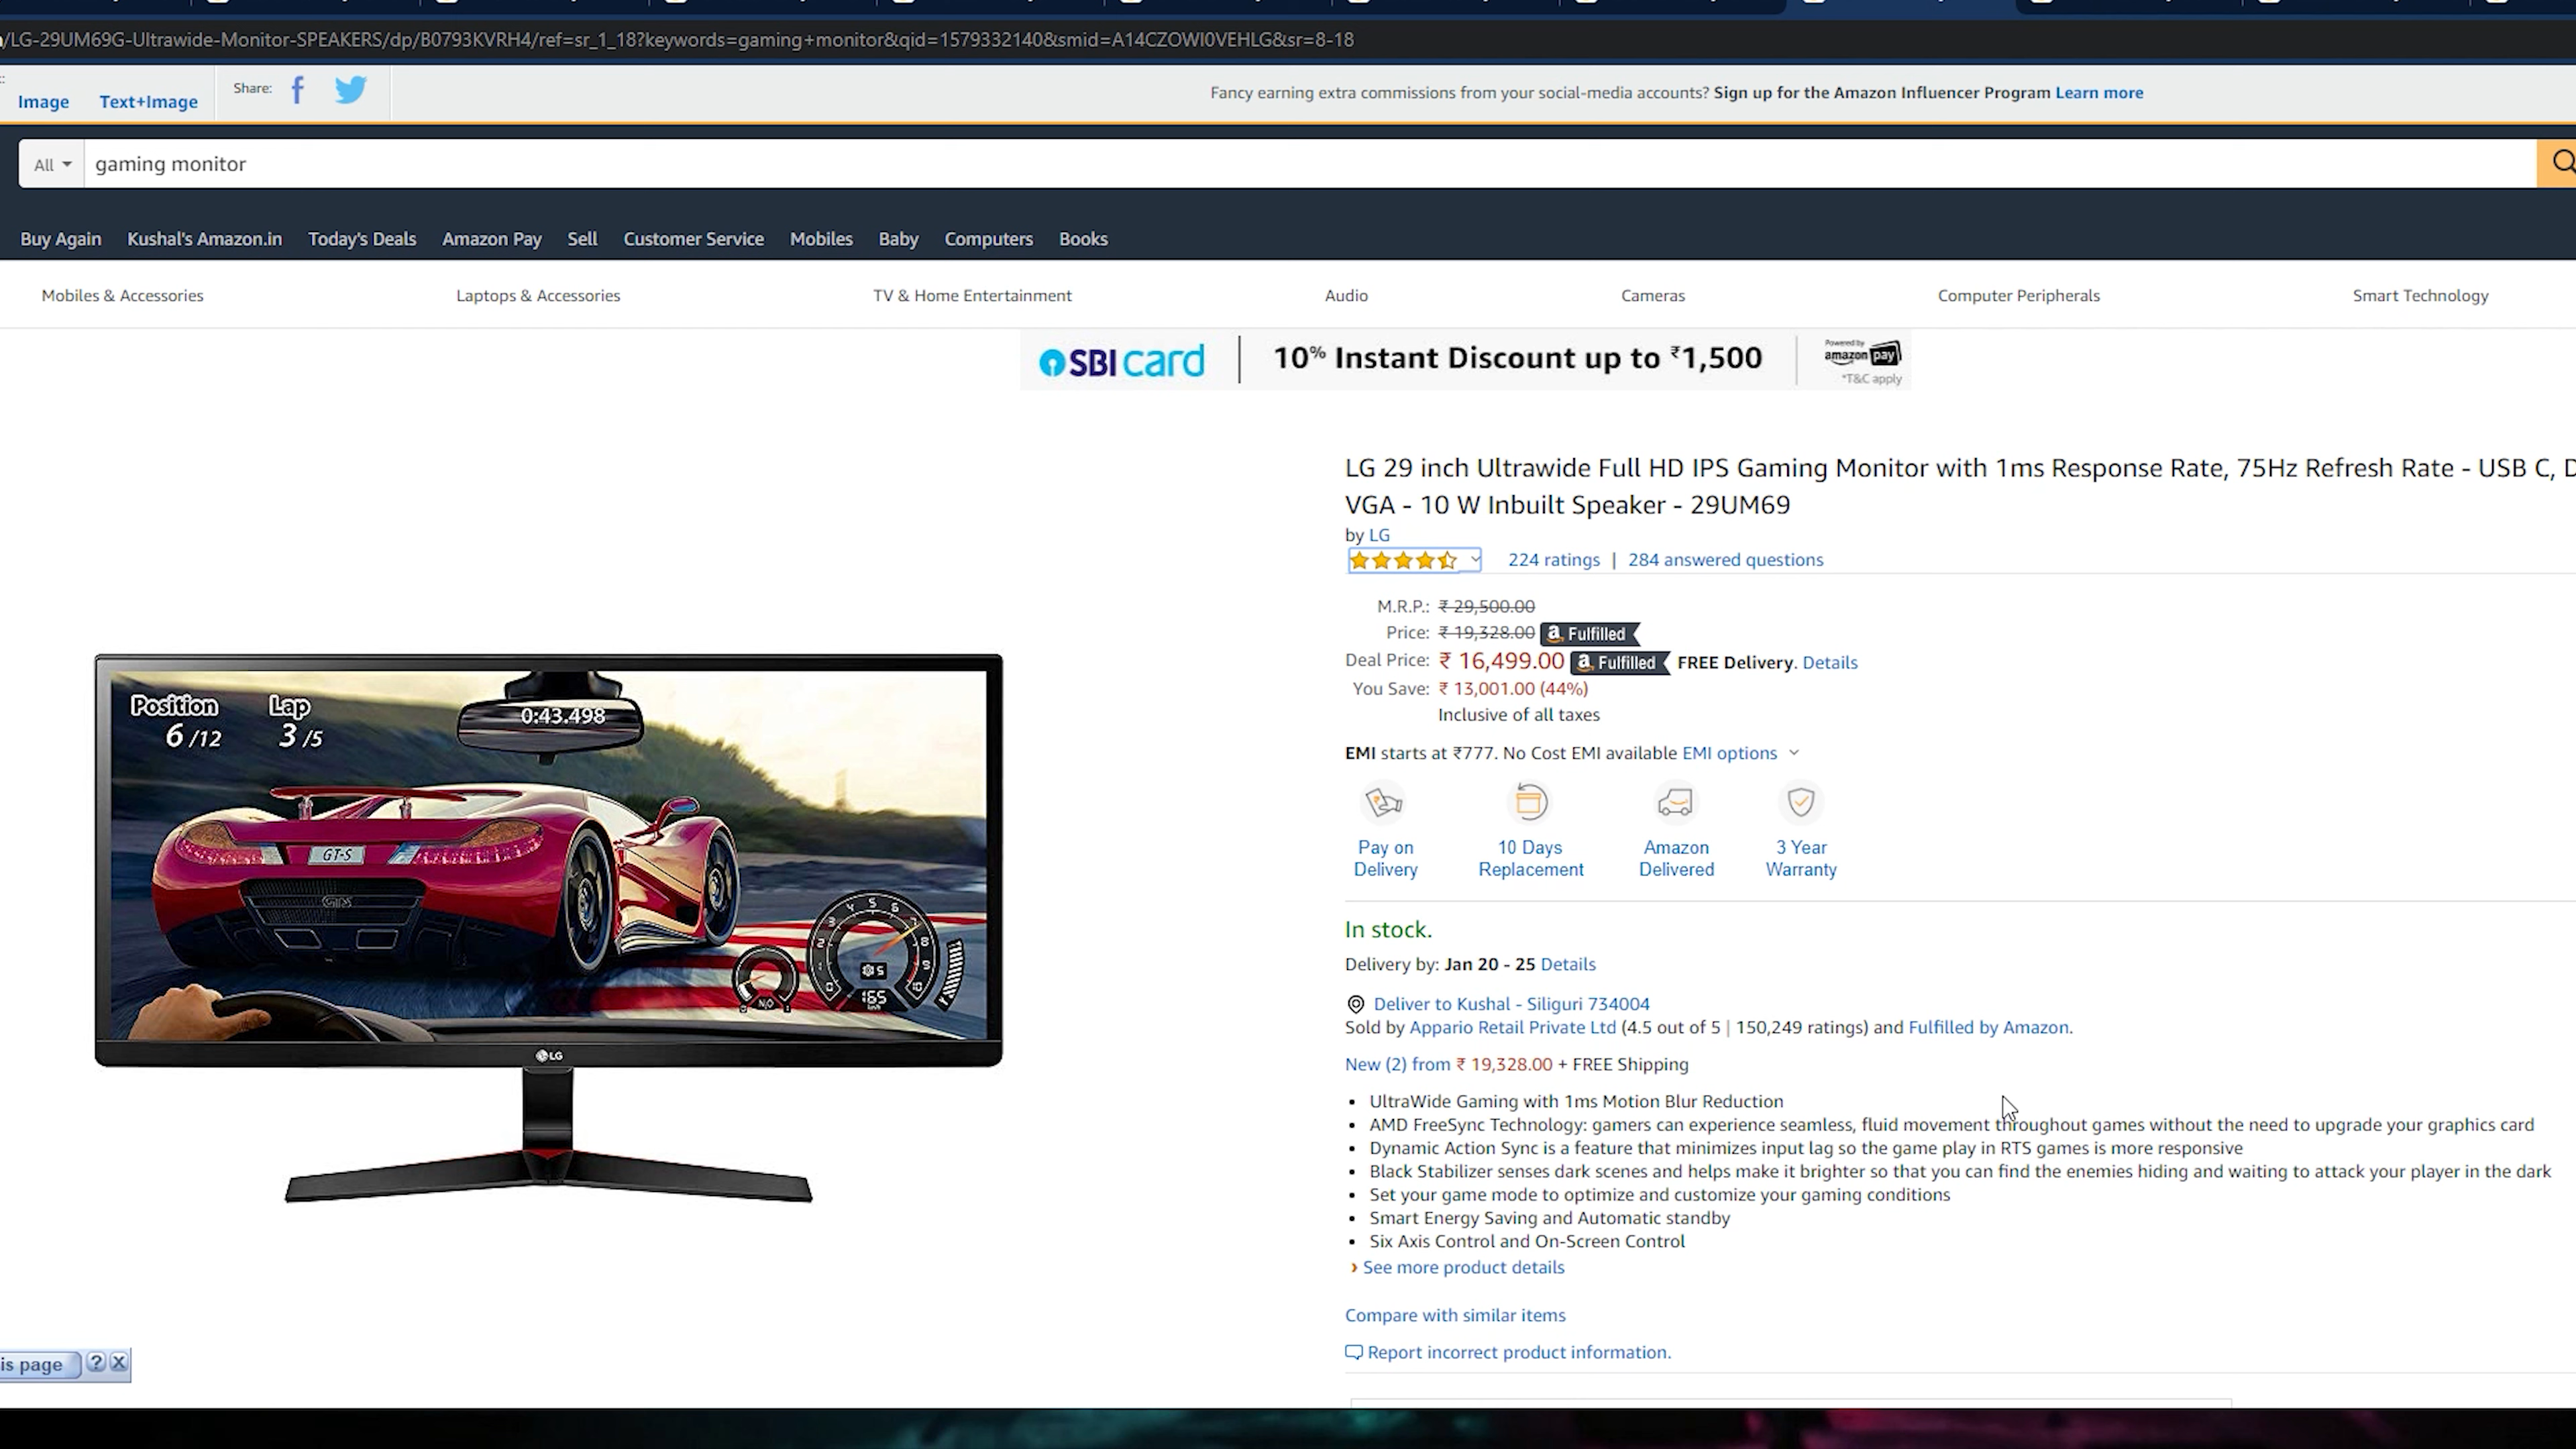 /LG-29UM69G-Ultrawide-Monitor-SPEAKERS/dp/B0793KVRH4/ref=sr_1_18?keywords=gaming+monitor&qid=1579332140&smid=A14CZOWI0VEHLG&sr=8-18
Image Text+Image Share: Fancy earning extra commissions from your social-media accounts? Sign up for the Amazon Influencer Program Learn more
All gaming monitor
Buy Again Kushal's Amazon.in Today's Deals Amazon Pay Sell Customer Service Mobiles Baby Computers Books
Mobiles & Accessories Laptops & Accessories TV & Home Entertainment Audio Cameras Computer Peripherals Smart Technology
SBI card 10% Instant Discount up to ₹1,500 Powered by amazon pay *T&C apply
LG 29 inch Ultrawide Full HD IPS Gaming Monitor with 1ms Response Rate, 75Hz Refresh Rate - USB C, D
VGA - 10 W Inbuilt Speaker - 29UM69
by LG
224 ratings | 284 answered questions
M.R.P.: ₹ 29,500.00
Price: ₹ 19,328.00 a Fulfilled
Deal Price: ₹ 16,499.00 a Fulfilled FREE Delivery. Details
You Save: ₹ 13,001.00 (44%)
Inclusive of all taxes
EMI starts at ₹777. No Cost EMI available EMI options
Pay on Delivery
10 Days Replacement
Amazon Delivered
3 Year Warranty
In stock.
Delivery by: Jan 20 - 25 Details
Deliver to Kushal - Siliguri 734004
Sold by Appario Retail Private Ltd (4.5 out of 5 | 150,249 ratings) and Fulfilled by Amazon.
New (2) from ₹ 19,328.00 + FREE Shipping
• UltraWide Gaming with 1ms Motion Blur Reduction
• AMD FreeSync Technology: gamers can experience seamless, fluid movement throughout games without the need to upgrade your graphics card
• Dynamic Action Sync is a feature that minimizes input lag so the game play in RTS games is more responsive
• Black Stabilizer senses dark scenes and helps make it brighter so that you can find the enemies hiding and waiting to attack your player in the dark
• Set your game mode to optimize and customize your gaming conditions
• Smart Energy Saving and Automatic standby
• Six Axis Control and On-Screen Control
› See more product details
Compare with similar items
Report incorrect product information.
Position Lap
6 /12 3 /5
0:43.498
GT-S
165
LG
is page ? X